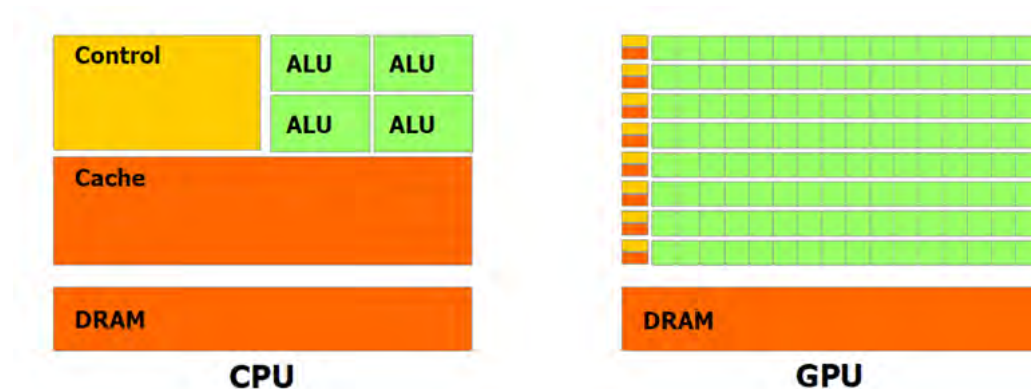 Control
ALU ALU
ALU ALU
Cache
DRAM
CPU
DRAM
GPU